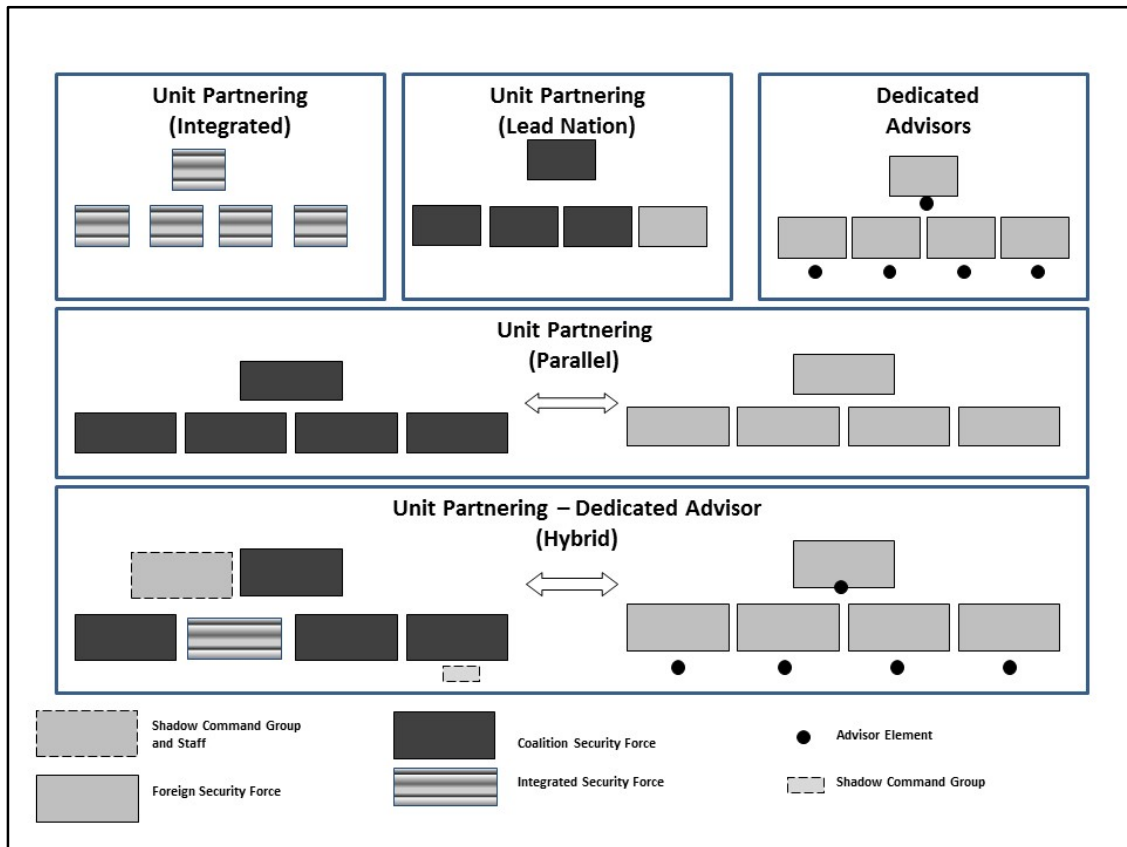 Unit Partnering
(Integrated)
Unit Partnering
(Lead Nation)
Dedicated
Advisors
Unit Partnering
(Parallel)
Unit Partnering – Dedicated Advisor
(Hybrid)
Shadow Command Group
and Staff
Coalition Security Force
Advisor Element
Foreign Security Force
Integrated Security Force
Shadow Command Group